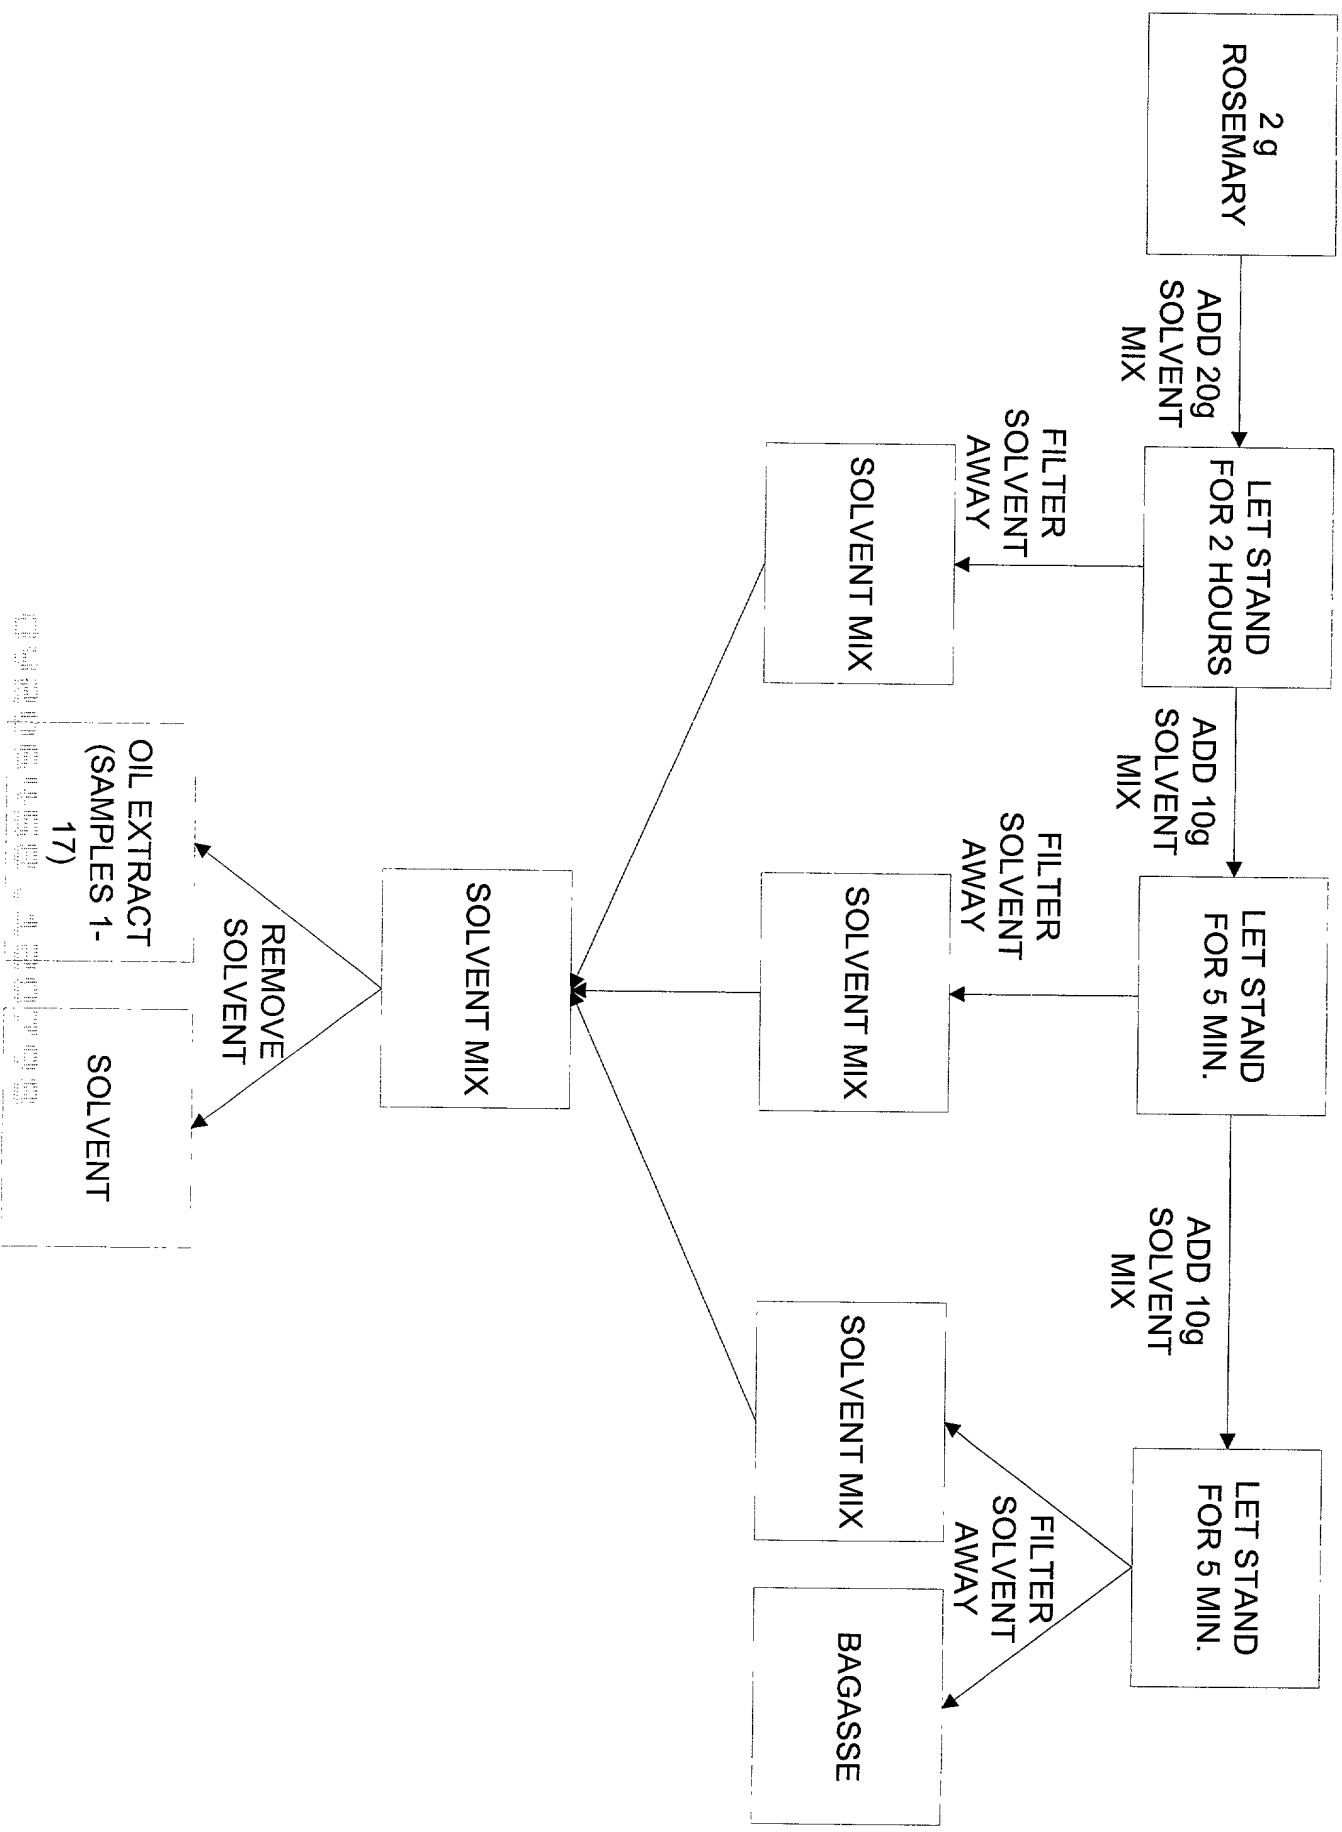 2 g
ROSEMARY
ADD 20g
SOLVENT
MIX
LET STAND
FOR 2 HOURS
ADD 10g
SOLVENT
MIX
LET STAND
FOR 5 MIN.
ADD 10g
SOLVENT
MIX
LET STAND
FOR 5 MIN.
FILTER
SOLVENT
AWAY
FILTER
SOLVENT
AWAY
FILTER
SOLVENT
AWAY
SOLVENT MIX
SOLVENT MIX
SOLVENT MIX
BAGASSE
SOLVENT MIX
REMOVE
SOLVENT
OIL EXTRACT
(SAMPLES 1-
17)
SOLVENT